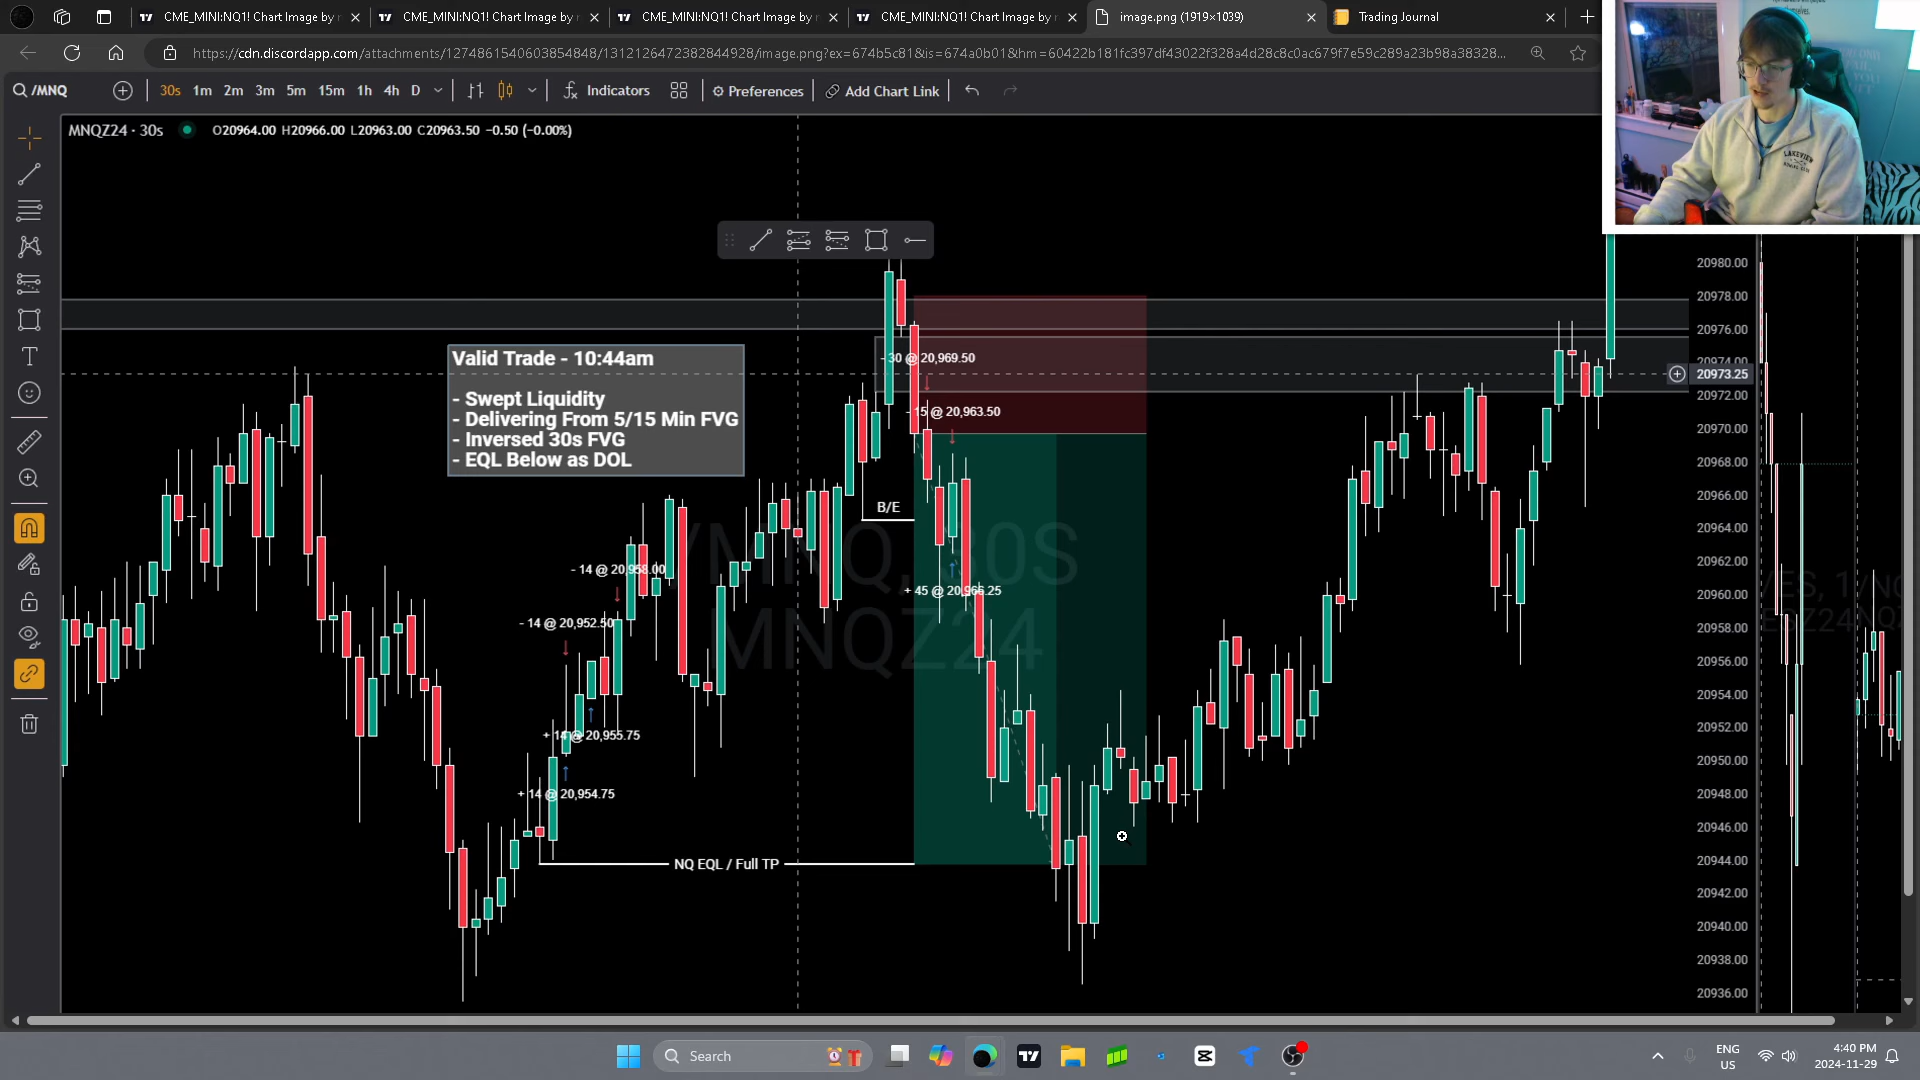 CME_MINI:NQ1! Chart Image by
CME_MINI:NQ1! Chart Image by
CME_MINI:NQ1! Chart Image by
CME_MINI:NQ1! Chart Image by
image.png (1919×1039)
Trading Journal
/MNQ
30s 1m 2m 3m 5m 15m 1h 4h D
Indicators
Preferences
Add Chart Link
MNQZ24 · 30s
O20964.00 H20966.00 L20963.00 C20963.50 −0.50 (−0.00%)
Valid Trade - 10:44am
- Swept Liquidity
- Delivering From 5/15 Min FVG
- Inversed 30s FVG
- EQL Below as DOL
- 30 @ 20,969.50
- 15 @ 20,963.50
B/E
+ 45 @ 20,966.25
- 14 @ 20,958.00
- 14 @ 20,952.50
+ 14 @ 20,955.75
+ 14 @ 20,954.75
NQ EQL / Full TP
/MNQ, 30S
MNQZ24
LAKEVIEW
20980.00
20978.00
20976.00
20974.00
20973.25
20972.00
20970.00
20968.00
20966.00
20964.00
20962.00
20960.00
20958.00
20956.00
20954.00
20952.00
20950.00
20948.00
20946.00
20944.00
20942.00
20940.00
20938.00
20936.00
Search
ENG
US
4:40 PM
2024-11-29